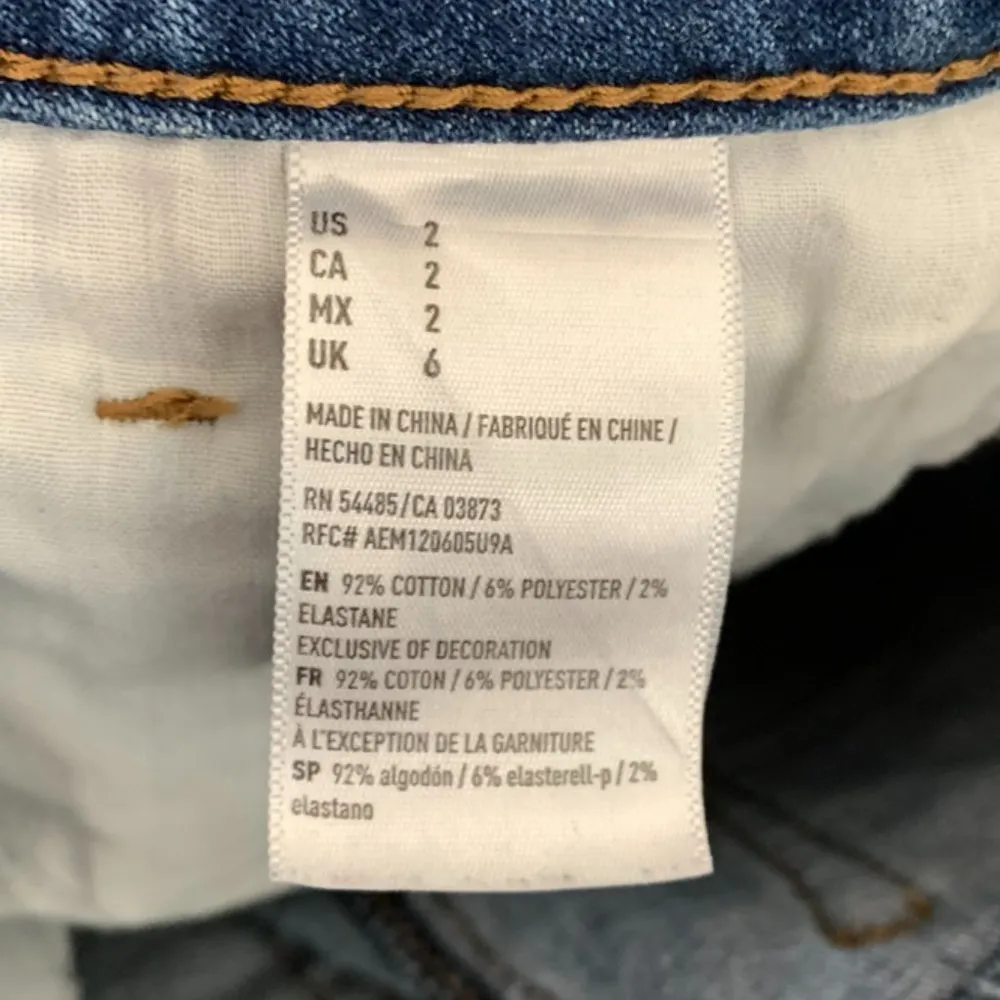 US 2
CA 2
MX 2
UK 6
MADE IN CHINA / FABRIQUÉ EN CHINE /
HECHO EN CHINA
RN 54485/CA 03873
RFC# AEM120605U9A
EN 92% COTTON / 6% POLYESTER / 2%
ELASTANE
EXCLUSIVE OF DECORATION
FR 92% COTON / 6% POLYESTER / 2%
ÉLASTHANNE
À L'EXCEPTION DE LA GARNITURE
SP 92% algodón / 6% elasterell-p / 2%
elastano